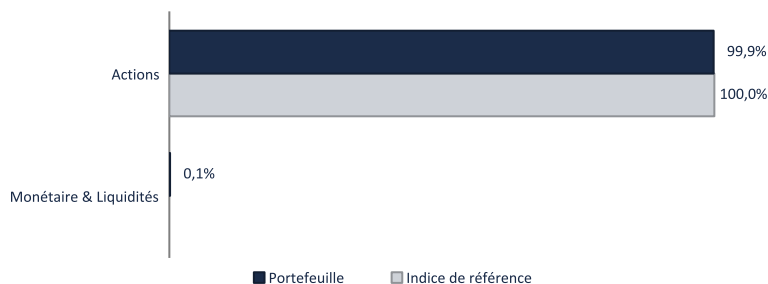 99,9%
Actions
100,0%
0,1%
Monétaire & Liquidités
Portefeuille
Indice de référence